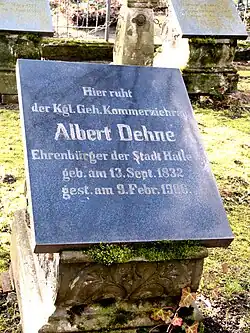 Hier ruht
der Kgl. Geh. Kommerzienrat
Albert Dehne
Ehrenbürger der Stadt Halle
geb. am 13. Sept. 1832
gest. am 9. Febr. 1906.